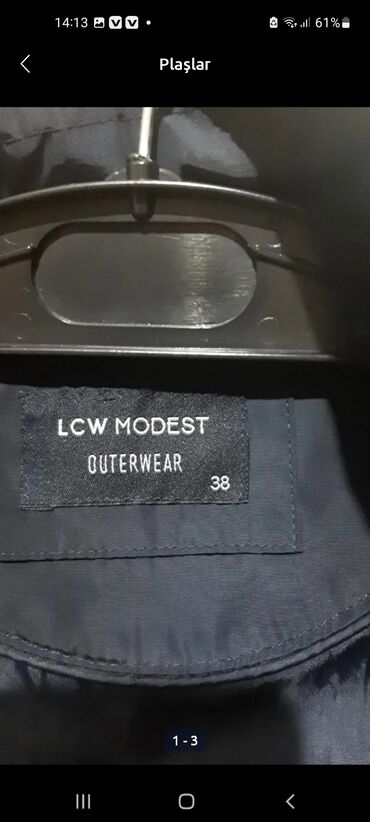 14:13
61%
Plaşlar
LCW MODEST
OUTERWEAR
38
1 - 3